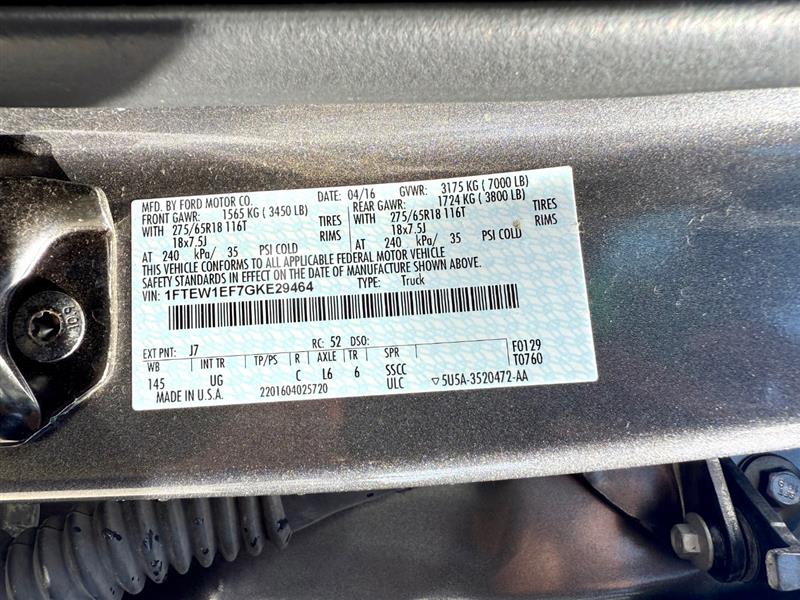 MFD. BY FORD MOTOR CO.
DATE: 04/16 GVWR: 3175 KG ( 7000 LB)
FRONT GAWR: 1565 KG ( 3450 LB) REAR GAWR: 1724 KG ( 3800 LB)
WITH 275/65R18 116T TIRES WITH 275/65R18 116T TIRES
18x7.5J RIMS 18x7.5J RIMS
AT 240 kPa/ 35 PSI COLD AT 240 kPa/ 35 PSI COLD
THIS VEHICLE CONFORMS TO ALL APPLICABLE FEDERAL MOTOR VEHICLE
SAFETY STANDARDS IN EFFECT ON THE DATE OF MANUFACTURE SHOWN ABOVE.
VIN: 1FTEW1EF7GKE29464 TYPE: Truck
EXT PNT: J7 RC: 52 DSO: F0129
WB INT TR TP/PS R AXLE TR SPR T0760
145 UG C L6 6 SSCC
MADE IN U.S.A. 2201604025720 ULC ▽5U5A-3520472-AA